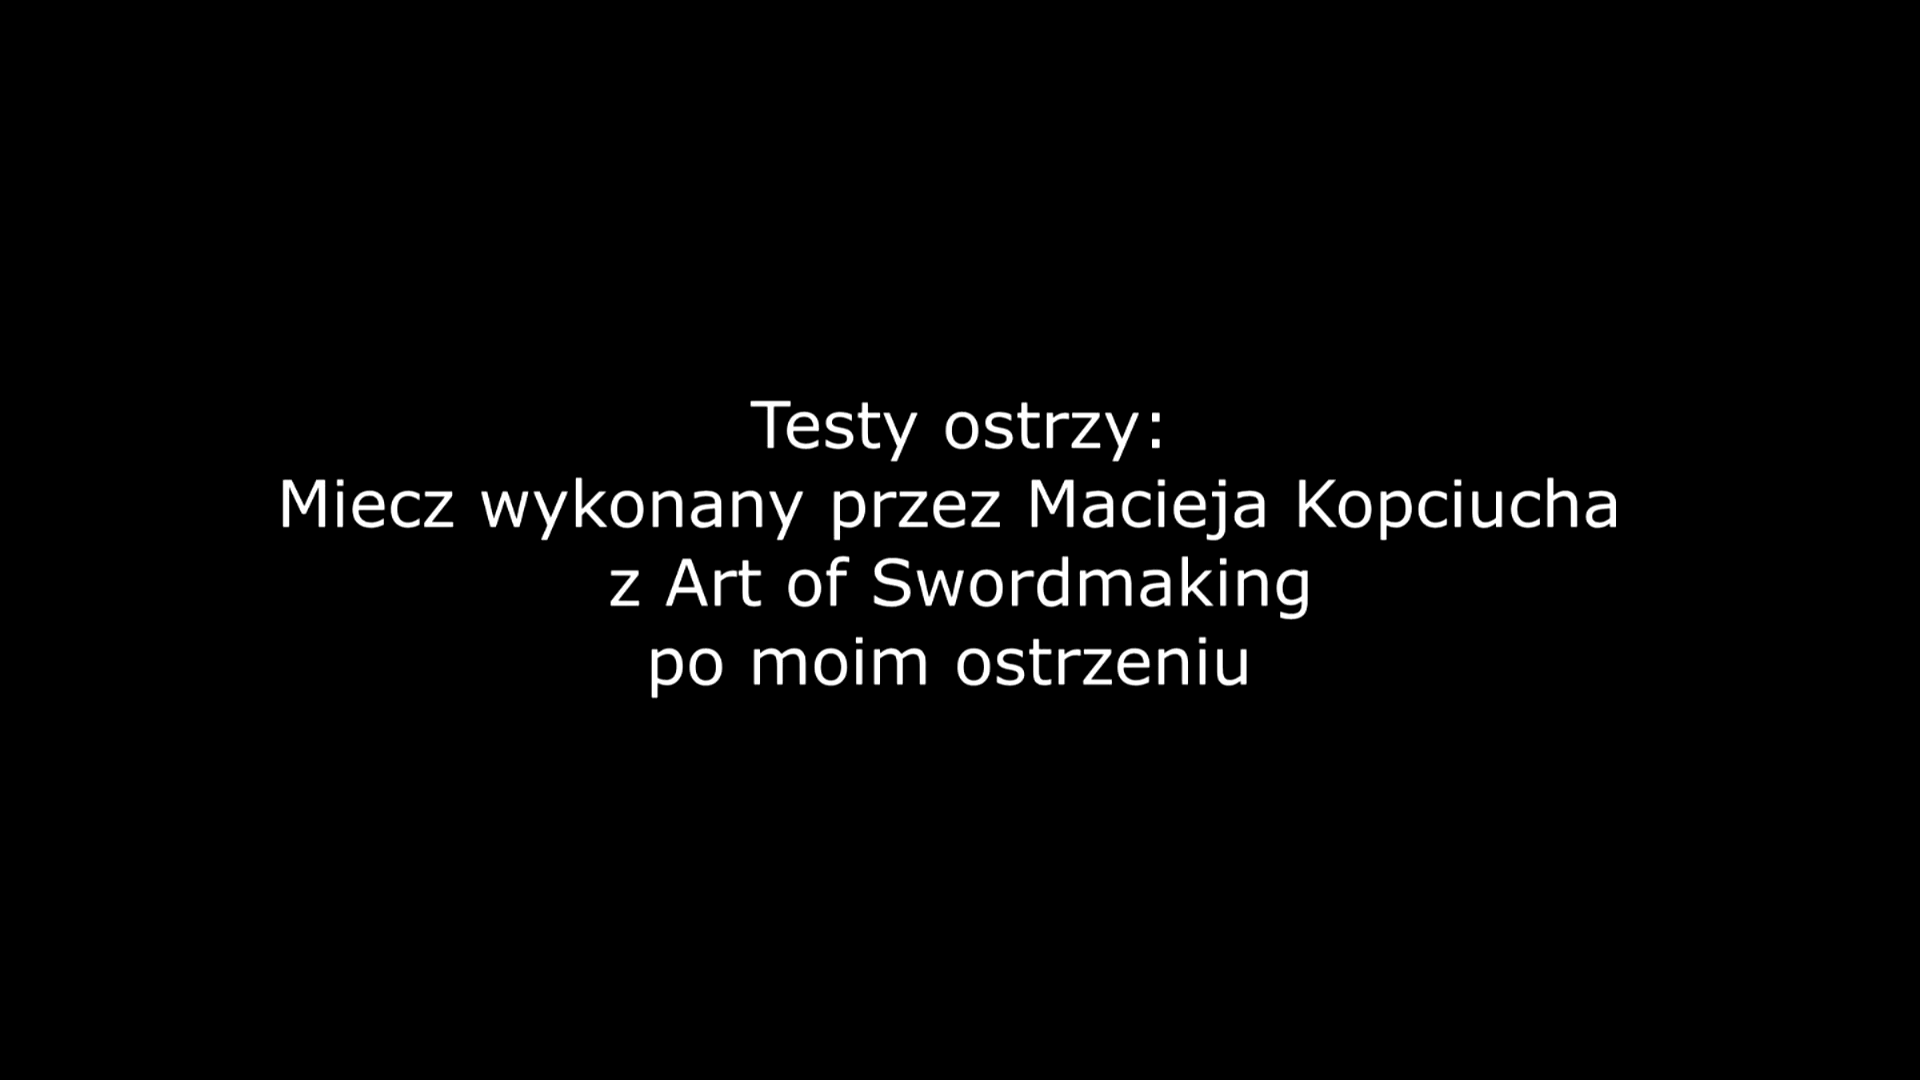 Testy ostrzy:
Miecz wykonany przez Macieja Kopciucha
z Art of Swordmaking
po moim ostrzeniu